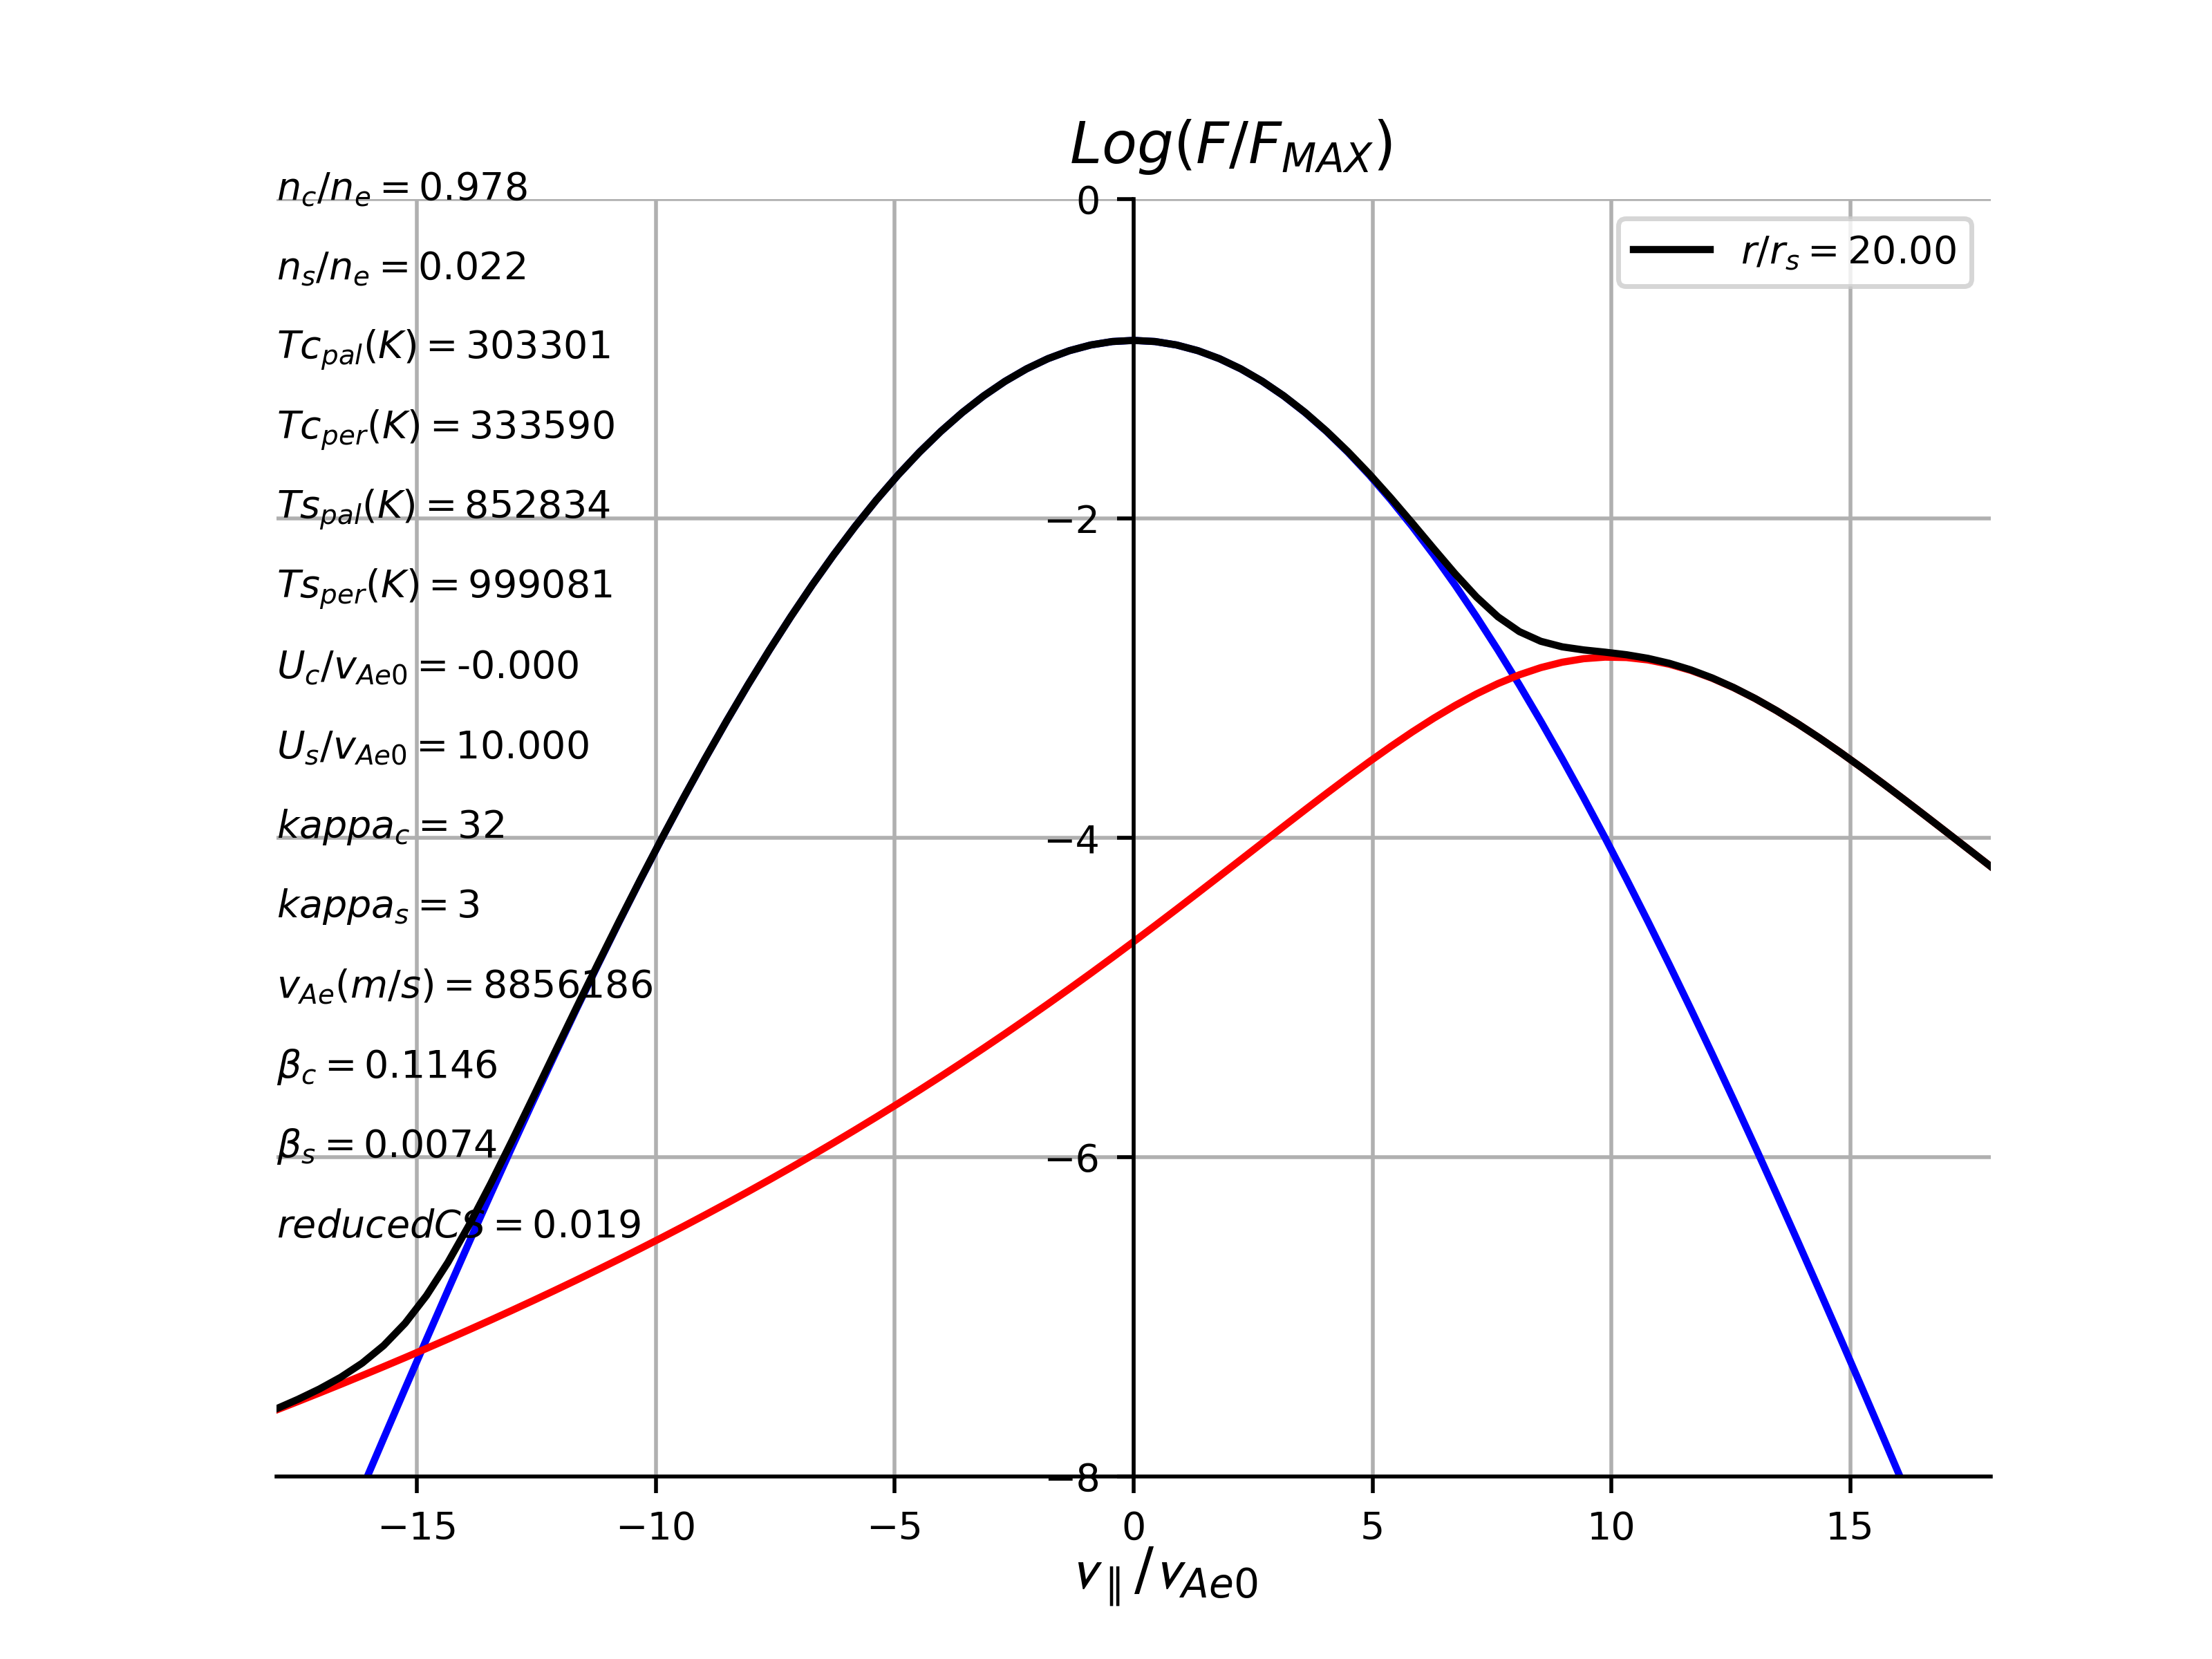 Log(F/F_MAX)
n_c/n_e = 0.978
n_s/n_e = 0.022
Tc_pal(K) = 303301
Tc_per(K) = 333590
Ts_pal(K) = 852834
Ts_per(K) = 999081
U_c/v_Ae0 = -0.000
U_s/v_Ae0 = 10.000
kappa_c = 32
kappa_s = 3
v_Ae(m/s) = 8856186
β_c = 0.1146
β_s = 0.0074
reducedCS = 0.019
r/r_s = 20.00
0
−2
−4
−6
−8
−15 −10 −5 0 5 10 15
v_∥/v_Ae0